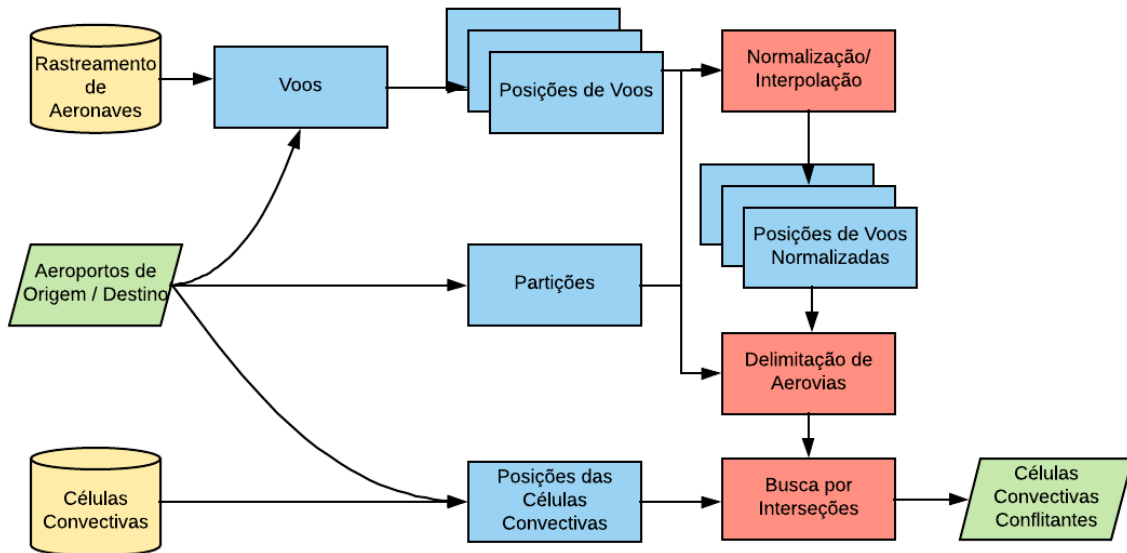 Rastreamento
de
Aeronaves
Voos
Posições de Voos
Normalização/
Interpolação
Posições de Voos
Normalizadas
Aeroportos de
Origem / Destino
Partições
Delimitação de
Aerovias
Células
Convectivas
Posições das
Células
Convectivas
Busca por
Interseções
Células
Convectivas
Conflitantes